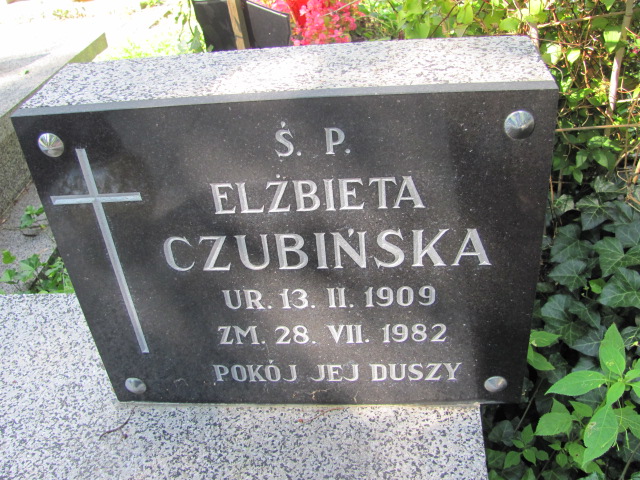 Ś. P.
ELŻBIETA
CZUBIŃSKA
UR. 13. II. 1909
ZM. 28. VII. 1982
POKÓJ JEJ DUSZY